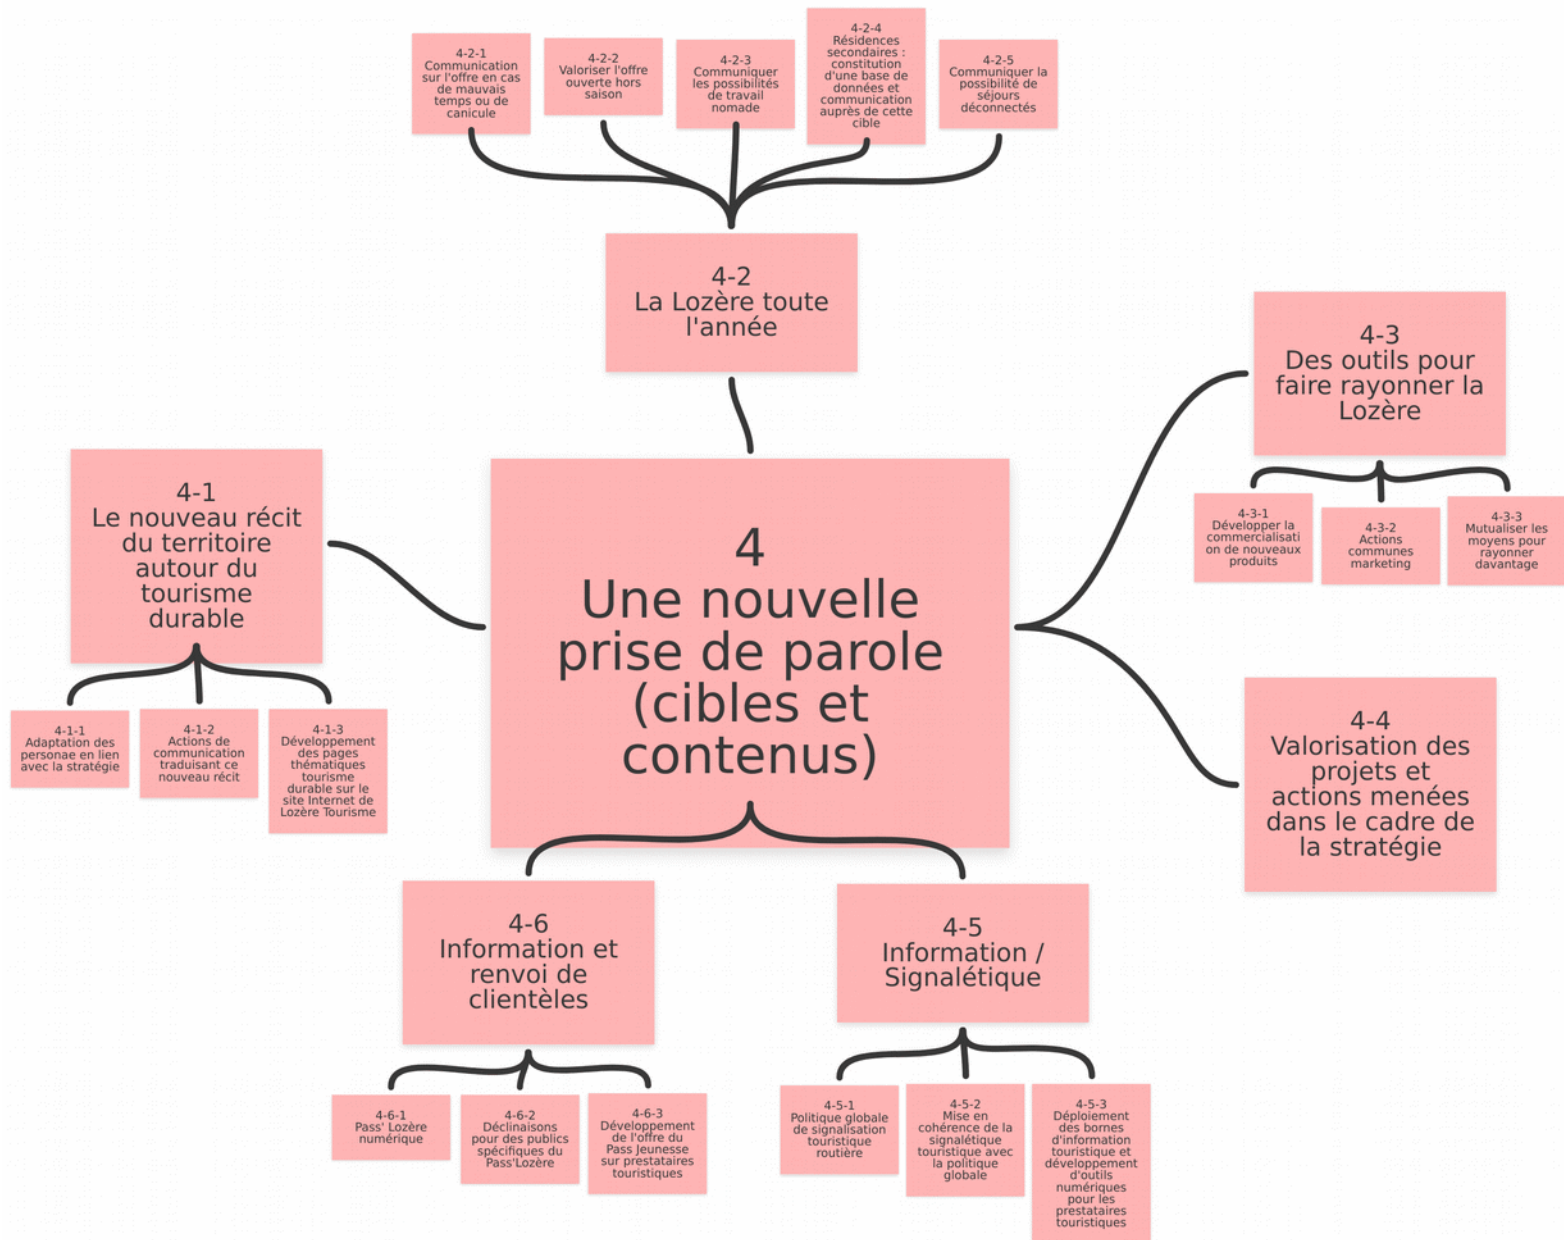 4-2-1
Communication
sur l'offre en cas
de mauvais
temps ou de
canicule
4-2-2
Valoriser l'offre
ouverte hors
saison
4-2-3
Communiquer
les possibilités
de travail
nomade
4-2-4
Résidences
secondaires :
constitution
d'une base de
données et
communication
auprès de cette
cible
4-2-5
Communiquer la
possibilité de
séjours
déconnectés
4-2
La Lozère toute
l'année
4-3
Des outils pour
faire rayonner la
Lozère
4-3-1
Développer la
commercialisati
on de nouveaux
produits
4-3-2
Actions
communes
marketing
4-3-3
Mutualiser les
moyens pour
rayonner
davantage
4-1
Le nouveau récit
du territoire
autour du
tourisme
durable
4-1-1
Adaptation des
personae en lien
avec la stratégie
4-1-2
Actions de
communication
traduisant ce
nouveau récit
4-1-3
Développement
des pages
thématiques
tourisme
durable sur le
site Internet de
Lozère Tourisme
4
Une nouvelle
prise de parole
(cibles et
contenus)
4-4
Valorisation des
projets et
actions menées
dans le cadre de
la stratégie
4-6
Information et
renvoi de
clientèles
4-6-1
Pass' Lozère
numérique
4-6-2
Déclinaisons
pour des publics
spécifiques du
Pass'Lozère
4-6-3
Développement
de l'offre du
Pass Jeunesse
sur prestataires
touristiques
4-5
Information /
Signalétique
4-5-1
Politique globale
de signalisation
touristique
routière
4-5-2
Mise en
cohérence de la
signalétique
touristique avec
la politique
globale
4-5-3
Déploiement
des bornes
d'information
touristique et
développement
d'outils
numériques
pour les
prestataires
touristiques